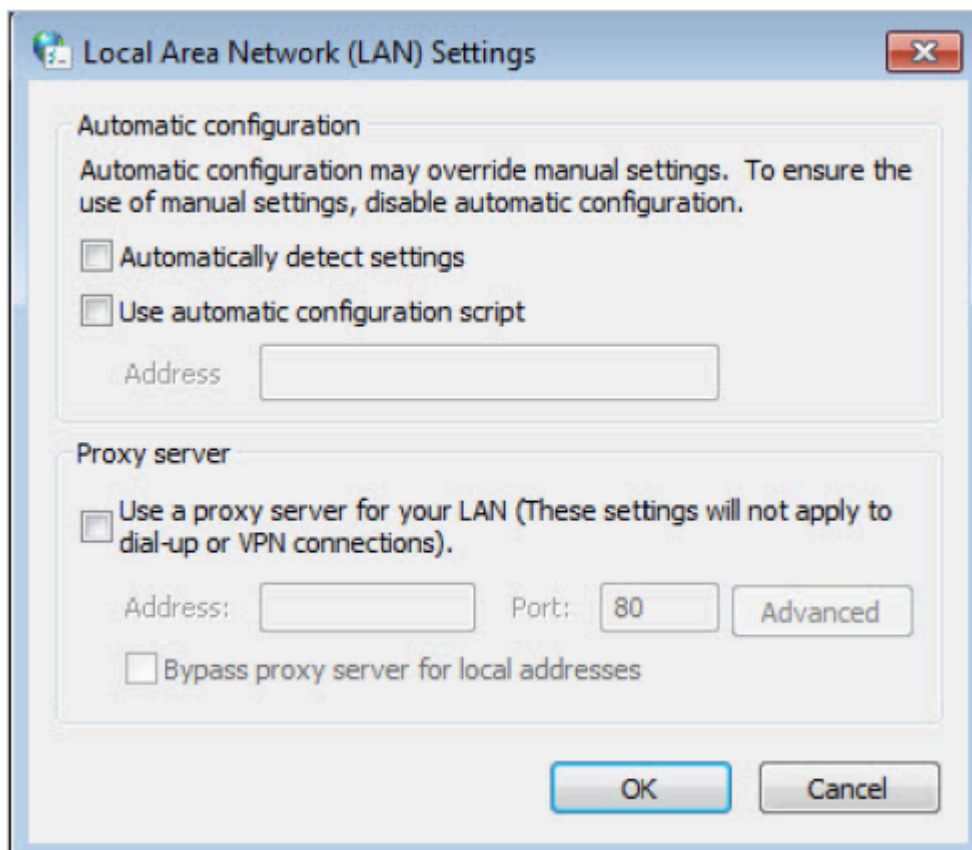 Local Area Network (LAN) Settings
Automatic configuration
Automatic configuration may override manual settings. To ensure the
use of manual settings, disable automatic configuration.
Automatically detect settings
Use automatic configuration script
Address
Proxy server
Use a proxy server for your LAN (These settings will not apply to
dial-up or VPN connections).
Address: Port: 80 Advanced
Bypass proxy server for local addresses
OK Cancel